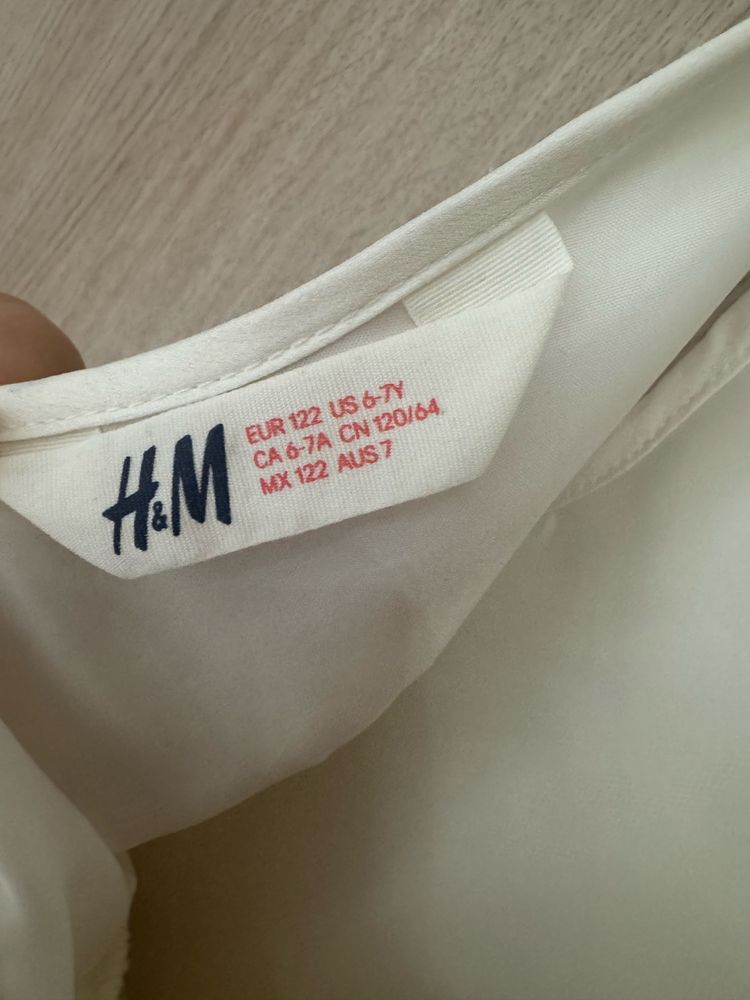 H&M
EUR 122 US 6-7Y
CA 6-7A CN 120/64
MX 122 AUS 7